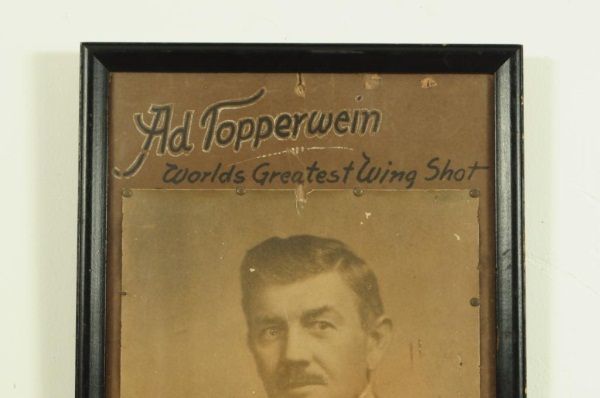 Ad Topperwein
Worlds Greatest Wing Shot